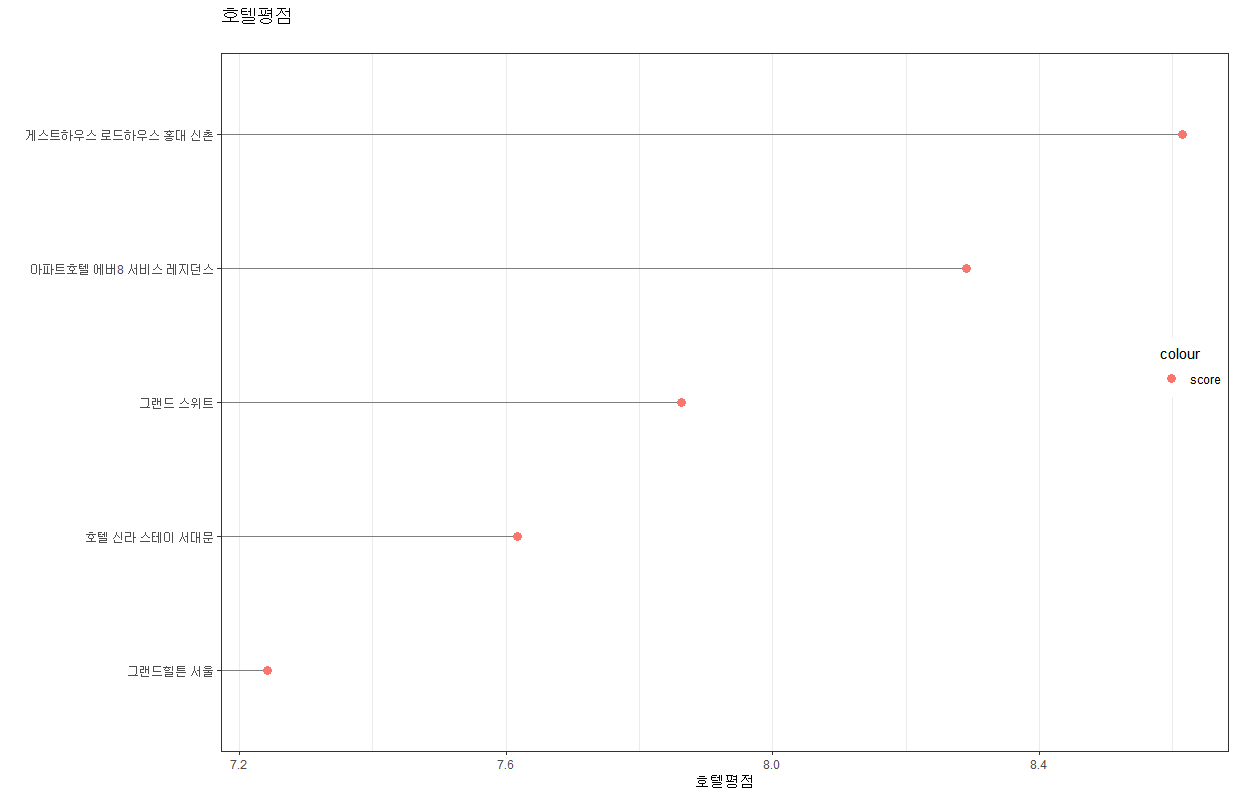 호텔평점
게스트하우스 로드하우스 홍대 신촌
아파트호텔 에버8 서비스 레지던스
그랜드 스위트
호텔 신라 스테이 서대문
그랜드힐튼 서울
colour
score
7.2 7.6 8.0 8.4
호텔평점